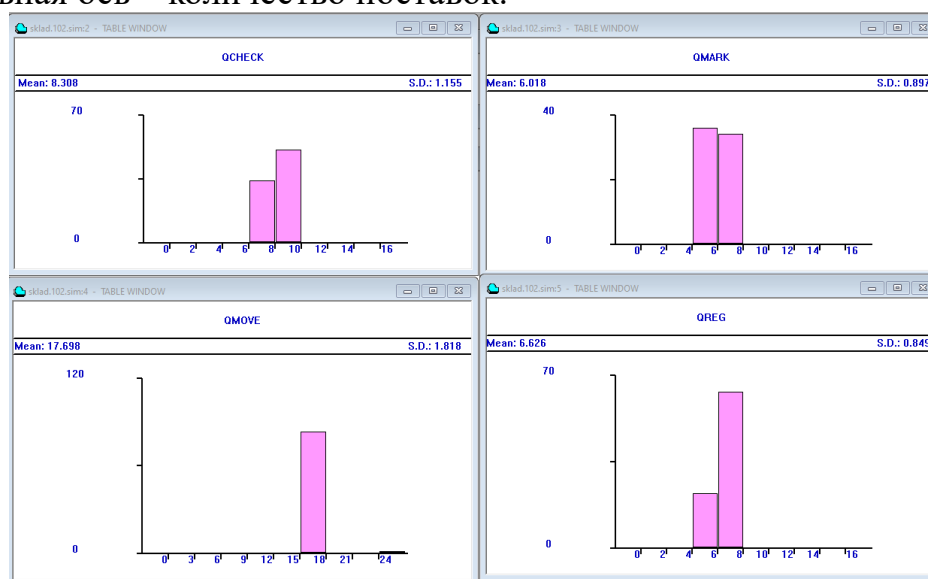 ось – количество поставок.
sklad.102.sim:2 - TABLE WINDOW
QCHECK
Mean: 8.308 S.D.: 1.155
70
0
0 2 4 6 8 10 12 14 16
sklad.102.sim:3 - TABLE WINDOW
QMARK
Mean: 6.018 S.D.: 0.897
40
0
0 2 4 6 8 10 12 14 16
sklad.102.sim:4 - TABLE WINDOW
QMOVE
Mean: 17.698 S.D.: 1.818
120
0
0 3 6 9 12 15 18 21 24
sklad.102.sim:5 - TABLE WINDOW
QREG
Mean: 6.626 S.D.: 0.849
70
0
0 2 4 6 8 10 12 14 16